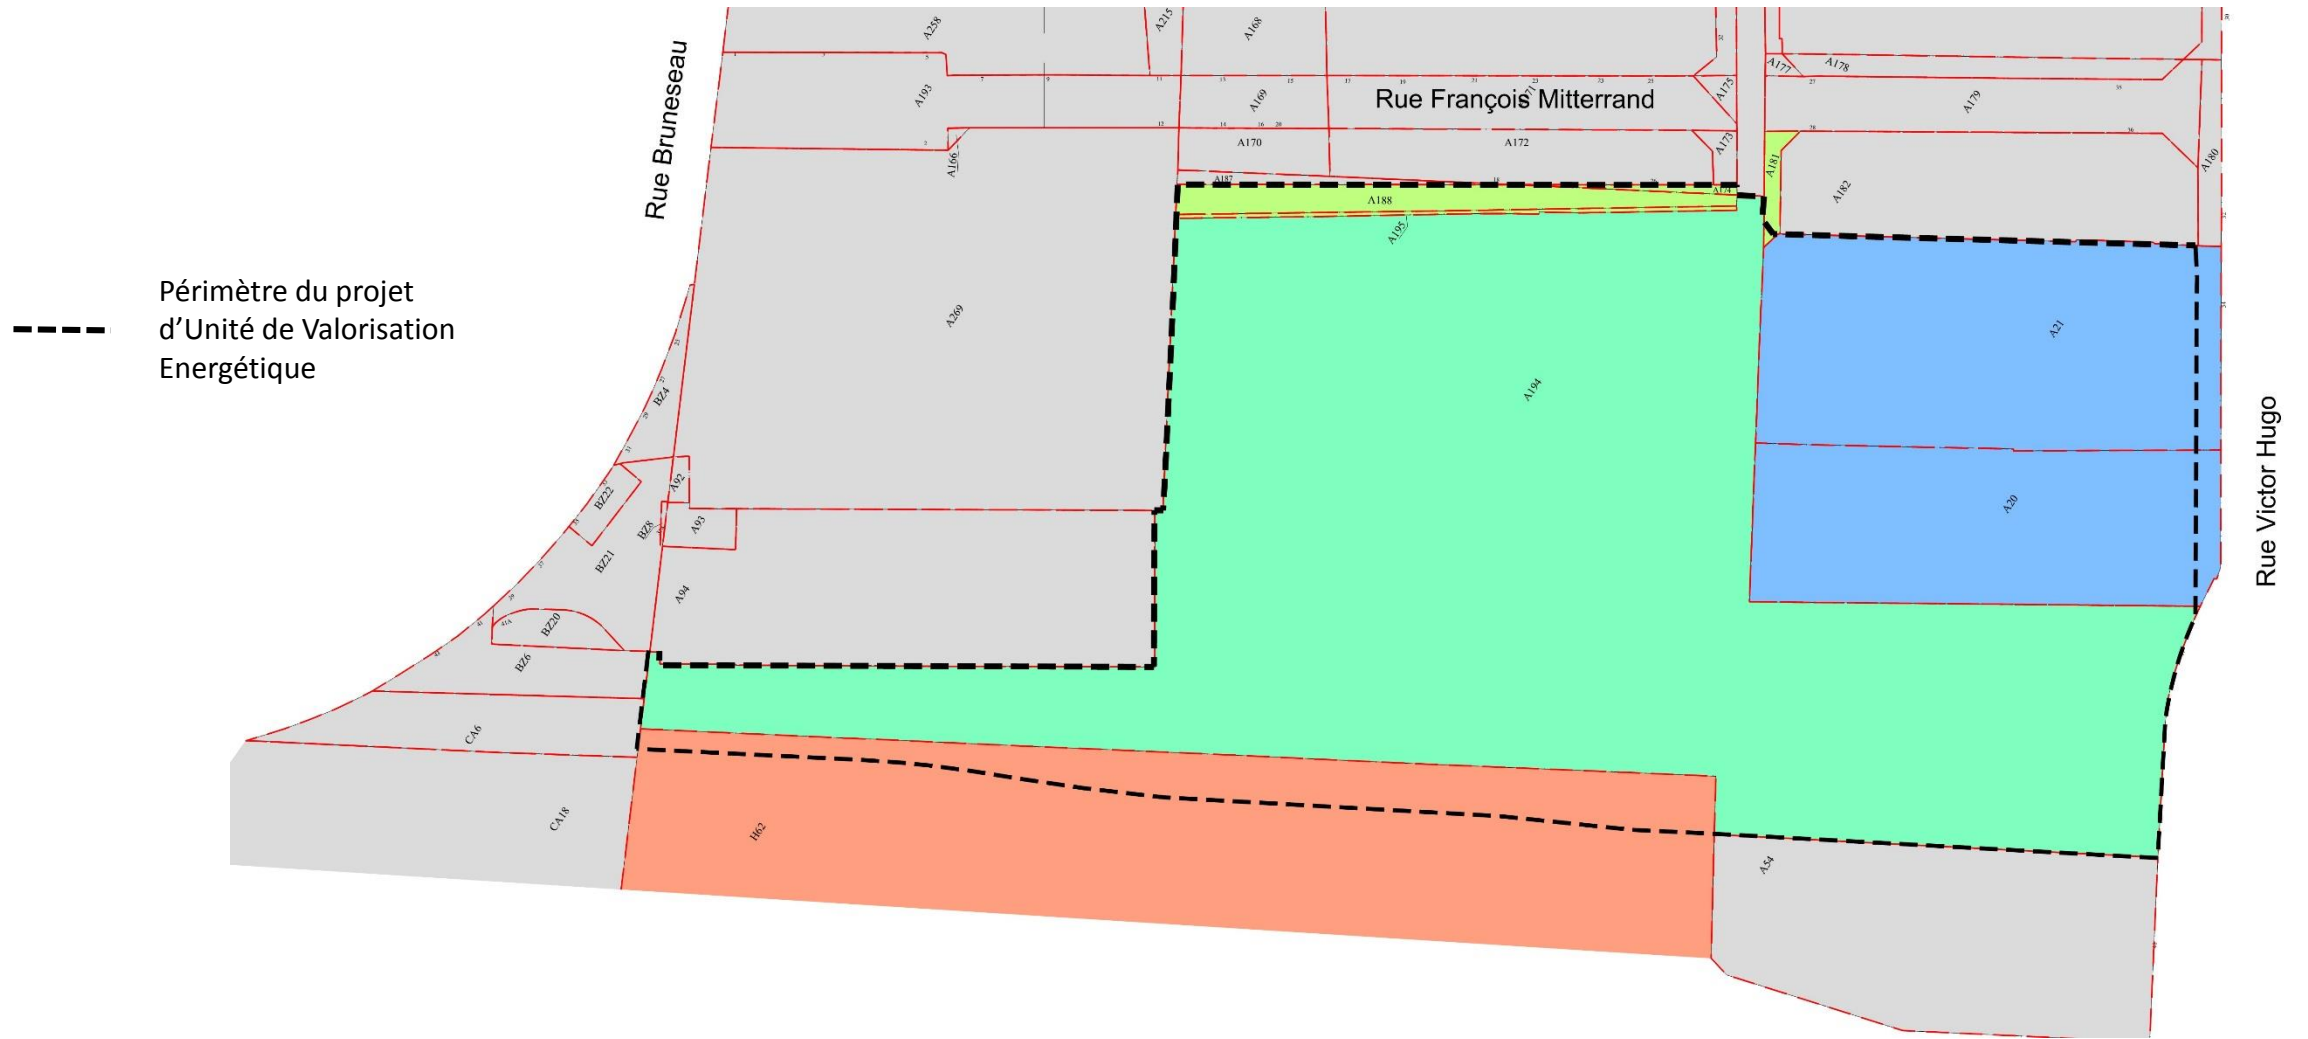 A258
A215
A168
A177
A178
A193
A169
Rue François Mitterrand
A175
A179
Rue Bruneseau
A166
A170
A172
A173
A181
A182
A180
A187
A188
A174
A195
Périmètre du projet
d’Unité de Valorisation
Energétique
A269
A21
A194
BZ4
A92
BZ22
BZ8
A93
A20
Rue Victor Hugo
BZ21
A94
BZ20
BZ6
CA6
CA18
H62
A54